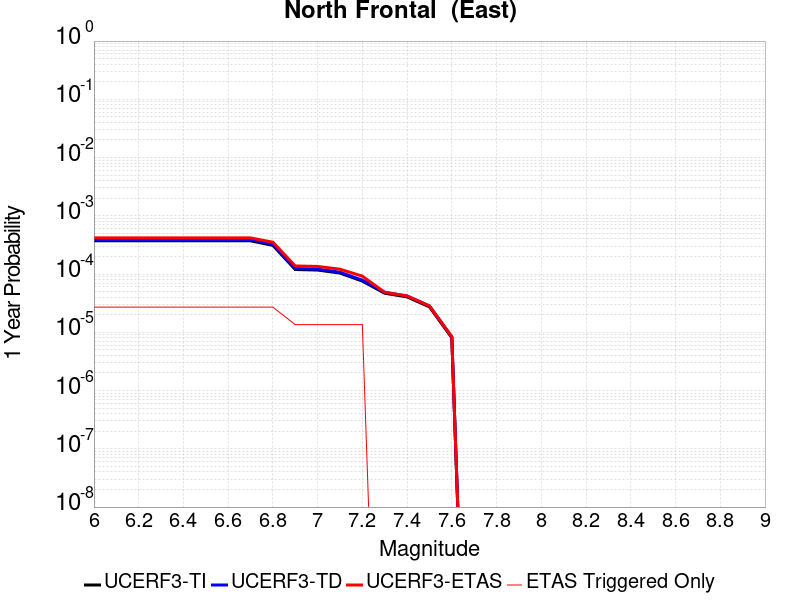 North Frontal  (East)
10^0
10^-1
10^-2
10^-3
10^-4
10^-5
10^-6
10^-7
10^-8
1 Year Probability
6 6.2 6.4 6.6 6.8 7 7.2 7.4 7.6 7.8 8 8.2 8.4 8.6 8.8 9
Magnitude
UCERF3-TI UCERF3-TD UCERF3-ETAS ETAS Triggered Only